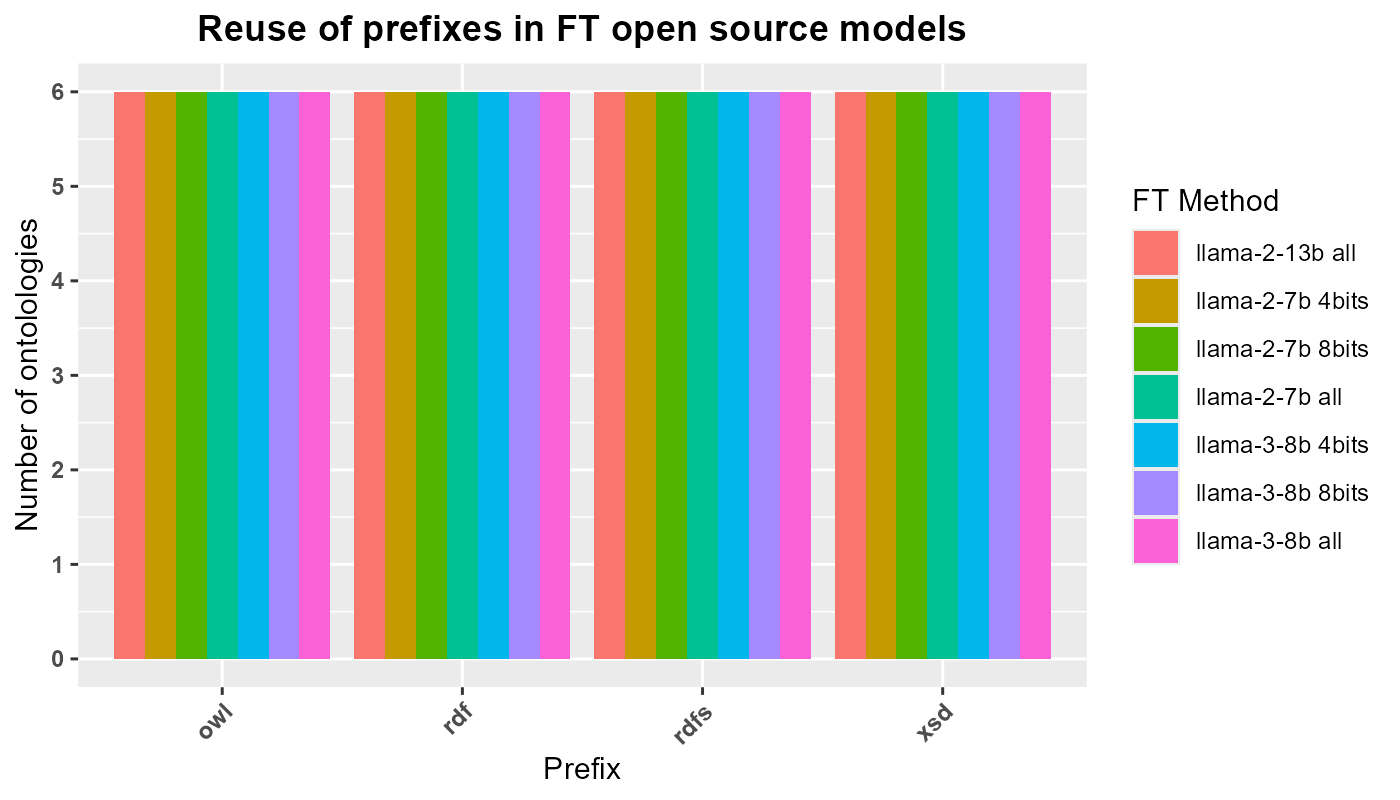 Reuse of prefixes in FT open source models
Number of ontolologies
6
5
4
3
2
1
0
owl
rdf
rdfs
xsd
Prefix
FT Method
llama-2-13b all
llama-2-7b 4bits
llama-2-7b 8bits
llama-2-7b all
llama-3-8b 4bits
llama-3-8b 8bits
llama-3-8b all